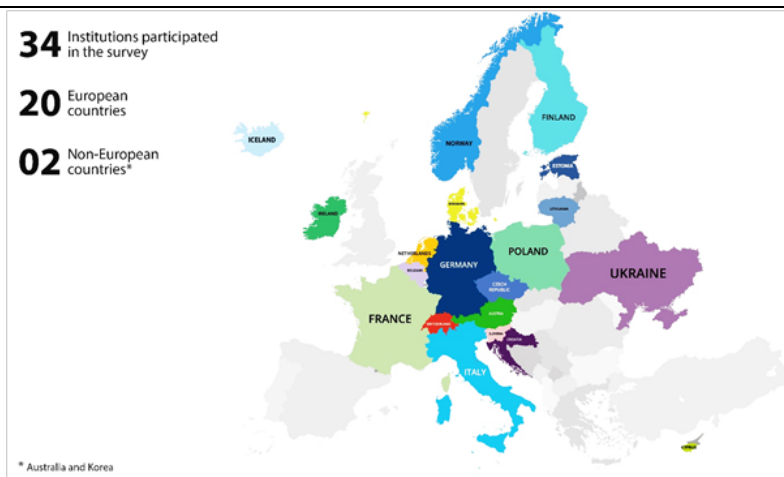 34 Institutions participated
in the survey
20 European
countries
02 Non-European
countries*
ICELAND
NORWAY
FINLAND
ESTONIA
LITHUANIA
DENMARK
IRELAND
NETHERLANDS
BELGIUM
GERMANY
POLAND
CZECH
REPUBLIC
UKRAINE
FRANCE
SWITZERLAND
AUSTRIA
SLOVENIA
CROATIA
ITALY
CYPRUS
* Australia and Korea